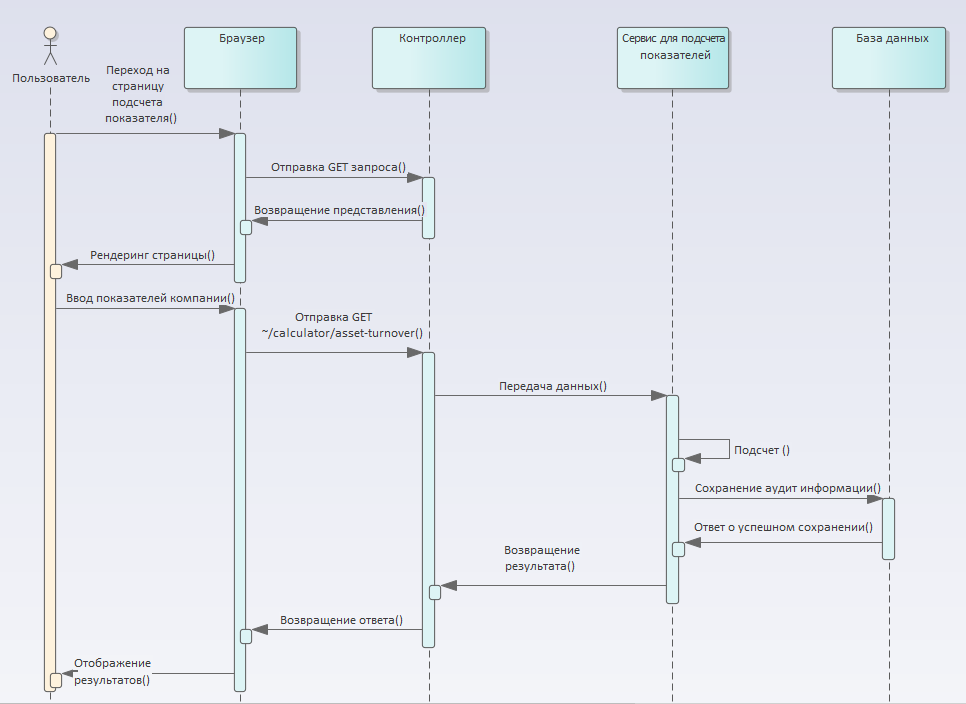 Пользователь
Браузер
Контроллер
Сервис для подсчета
показателей
База данных
Переход на
страницу
подсчета
показателя()
Отправка GET запроса()
Возвращение представления()
Рендеринг страницы()
Ввод показателей компании()
Отправка GET
~/calculator/asset-turnover()
Передача данных()
Подсчет ()
Сохранение аудит информации()
Ответ о успешном сохранении()
Возвращение
результата()
Возвращение ответа()
Отображение
результатов()